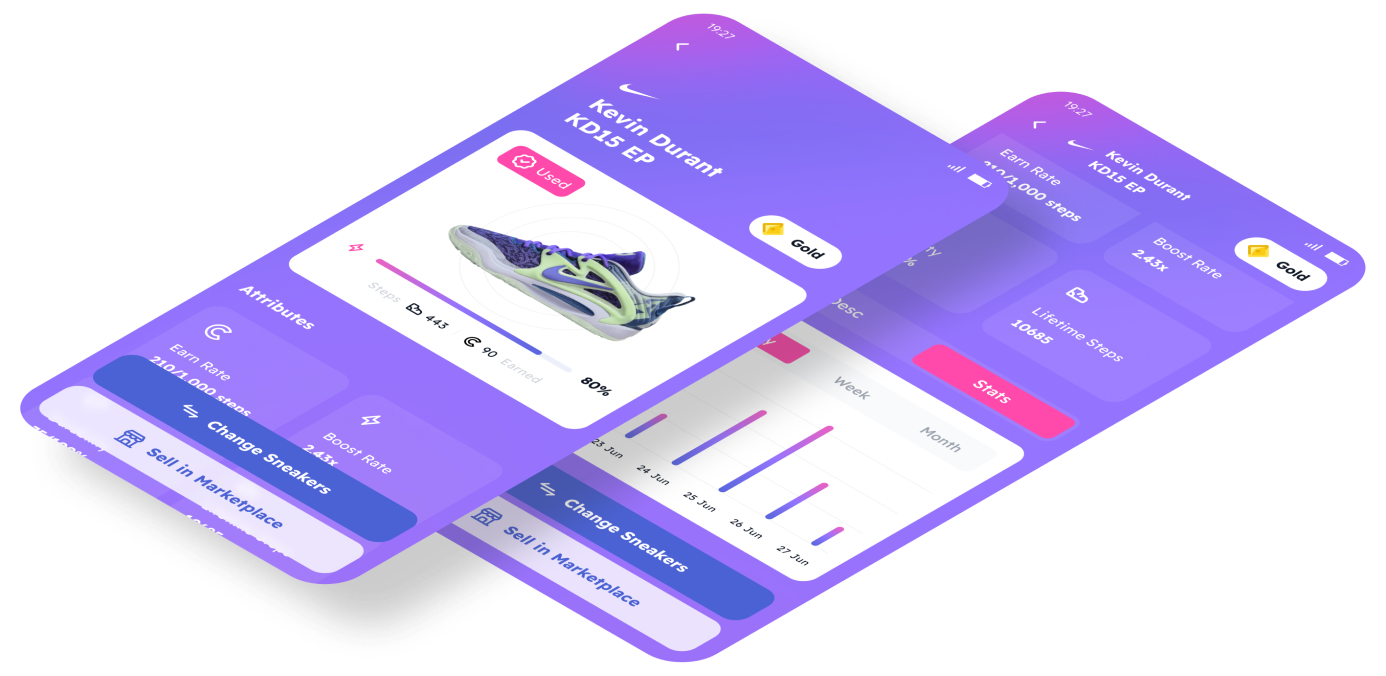 19:27
Kevin Durant
KD15 EP
Used
Gold
Steps
443
90
Earned
80%
Attributes
Earn Rate
210/1,000 steps
Boost Rate
2.43x
Change Sneakers
Sell in Marketplace
19:27
Kevin Durant
KD15 EP
Gold
Earn Rate
210/1,000 steps
Boost Rate
2.43x
Lifetime Steps
10685
Desc
Stats
Week
Month
23 Jun
24 Jun
25 Jun
26 Jun
27 Jun
Change Sneakers
Sell in Marketplace